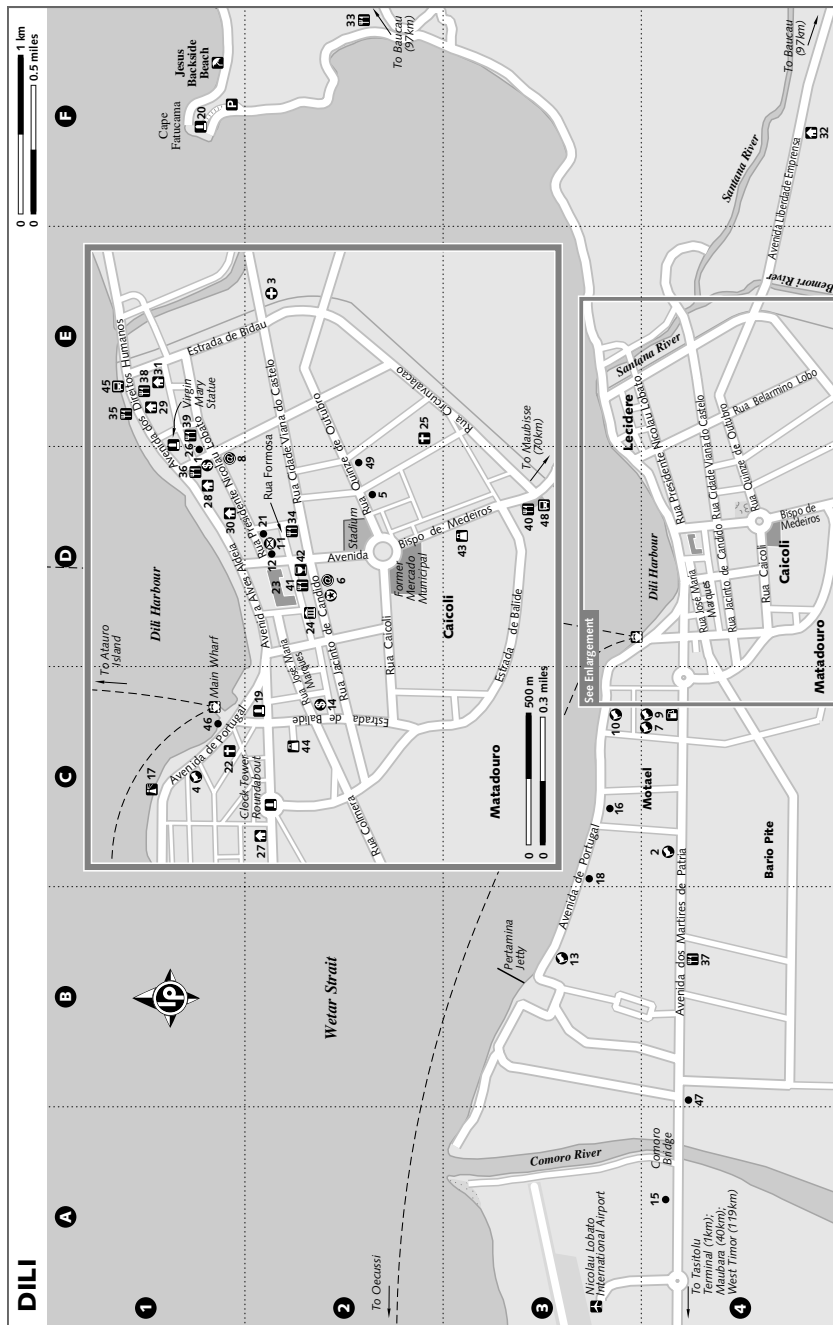 DILI
0 1 km
0 0.5 miles
A
B
C
D
E
F
1
2
3
4
Cape
Fatucama
Jesus
Backside
Beach
20
P
33
To Baucau
(97km)
To Atauro
Island
Dili Harbour
Main Wharf
46
17
Avenida de Portugal
4
22
19
Clock Tower
Roundabout
27
44
14
Estrada de Balide
Rua Colmera
Rua José Maria
Marques
Rua Jacinto de Candido
24
6
41
42
23
Avenida Alves Aldeia
12
11
21
30
28
36
8
1
26
39
Rua Presidente Nicolau Lobato
Avenida dos Direitos Humanos
35
45
38
29
31
Virgin
Mary
Statue
Estrada de Bidau
3
Rua Formosa
34
Rua Cidade Viana do Castelo
Rua Quinze de Outubro
Stadium
Avenida
Bispo de Medeiros
Former
Mercado
Municipal
5
49
25
Rua Circunvalacao
To Maubisse
(70km)
40
48
43
Rua Caicoli
Caicoli
Estrada de Balide
Matadouro
0 500 m
0 0.3 miles
Wetar Strait
To Oecussi
Pertamina
Jetty
13
Avenida de Portugal
18
16
10
7
9
2
Motael
Avenida dos Martires de Patria
37
Bario Pite
47
Comoro River
Comoro
Bridge
15
Nicolau Lobato
International Airport
To Tasitolu
Terminal (1km);
Maubara (40km);
West Timor (119km)
See Enlargement
Dili Harbour
Lecidere
Rua Presidente Nicolau Lobato
Rua Cidade Viana do Castelo
Rua Quinze de Outubro
Rua Belarmino Lobo
Rua José Maria
Marques
Rua Jacinto de Candido
Rua Caicoli
Caicoli
Bispo de
Medeiros
Matadouro
Santana River
Bemori River
Santana River
Avenida Liberdade Emprensa
32
To Baucau
(97km)